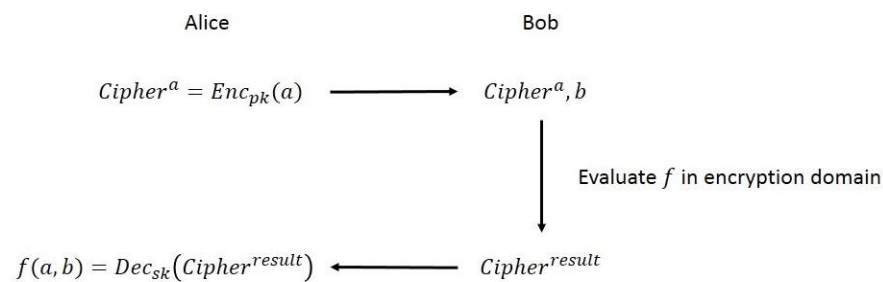 Alice Bob
Cipher^a = Enc_pk(a) Cipher^a, b
Evaluate f in encryption domain
f(a, b) = Dec_sk(Cipher^result) Cipher^result